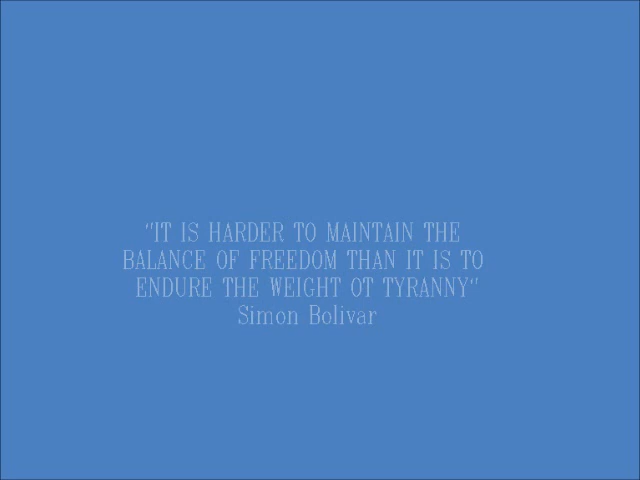 "IT IS HARDER TO MAINTAIN THE
BALANCE OF FREEDOM THAN IT IS TO
ENDURE THE WEIGHT OT TYRANNY"
Simon Bolivar